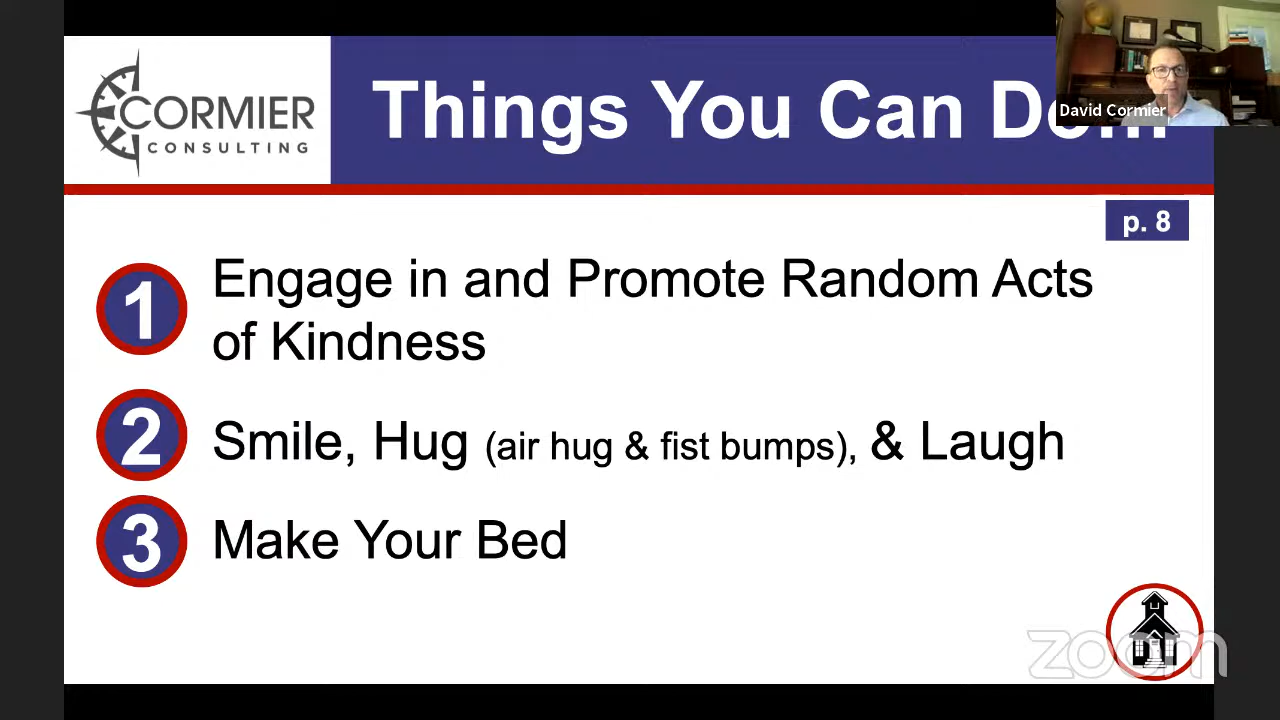 CORMIER
CONSULTING
Things You Can Do...
David Cormier
p. 8
1
Engage in and Promote Random Acts
of Kindness
2
Smile, Hug (air hug & fist bumps), & Laugh
3
Make Your Bed
zoom